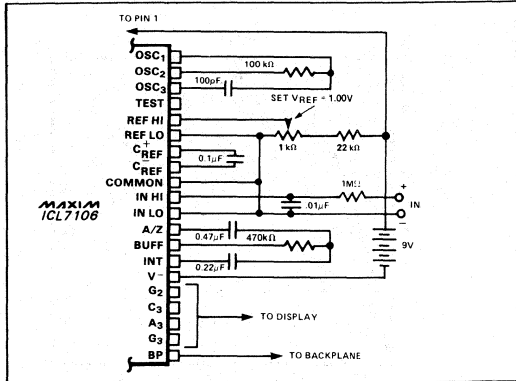 TO PIN 1
OSC1
100 kΩ
OSC2
OSC3
100pF.
TEST
SET VREF = 1.00V
REF HI
REF LO
1 kΩ
22 kΩ
C+REF
0.1µF
C-REF
COMMON
1MΩ
+
IN HI
IN
.01µF
IN LO
−
A/Z
0.47µF
470kΩ
BUFF
9V
INT
0.22µF
V−
G2
C3
TO DISPLAY
A3
G3
BP
TO BACKPLANE
MAXIM
ICL7106